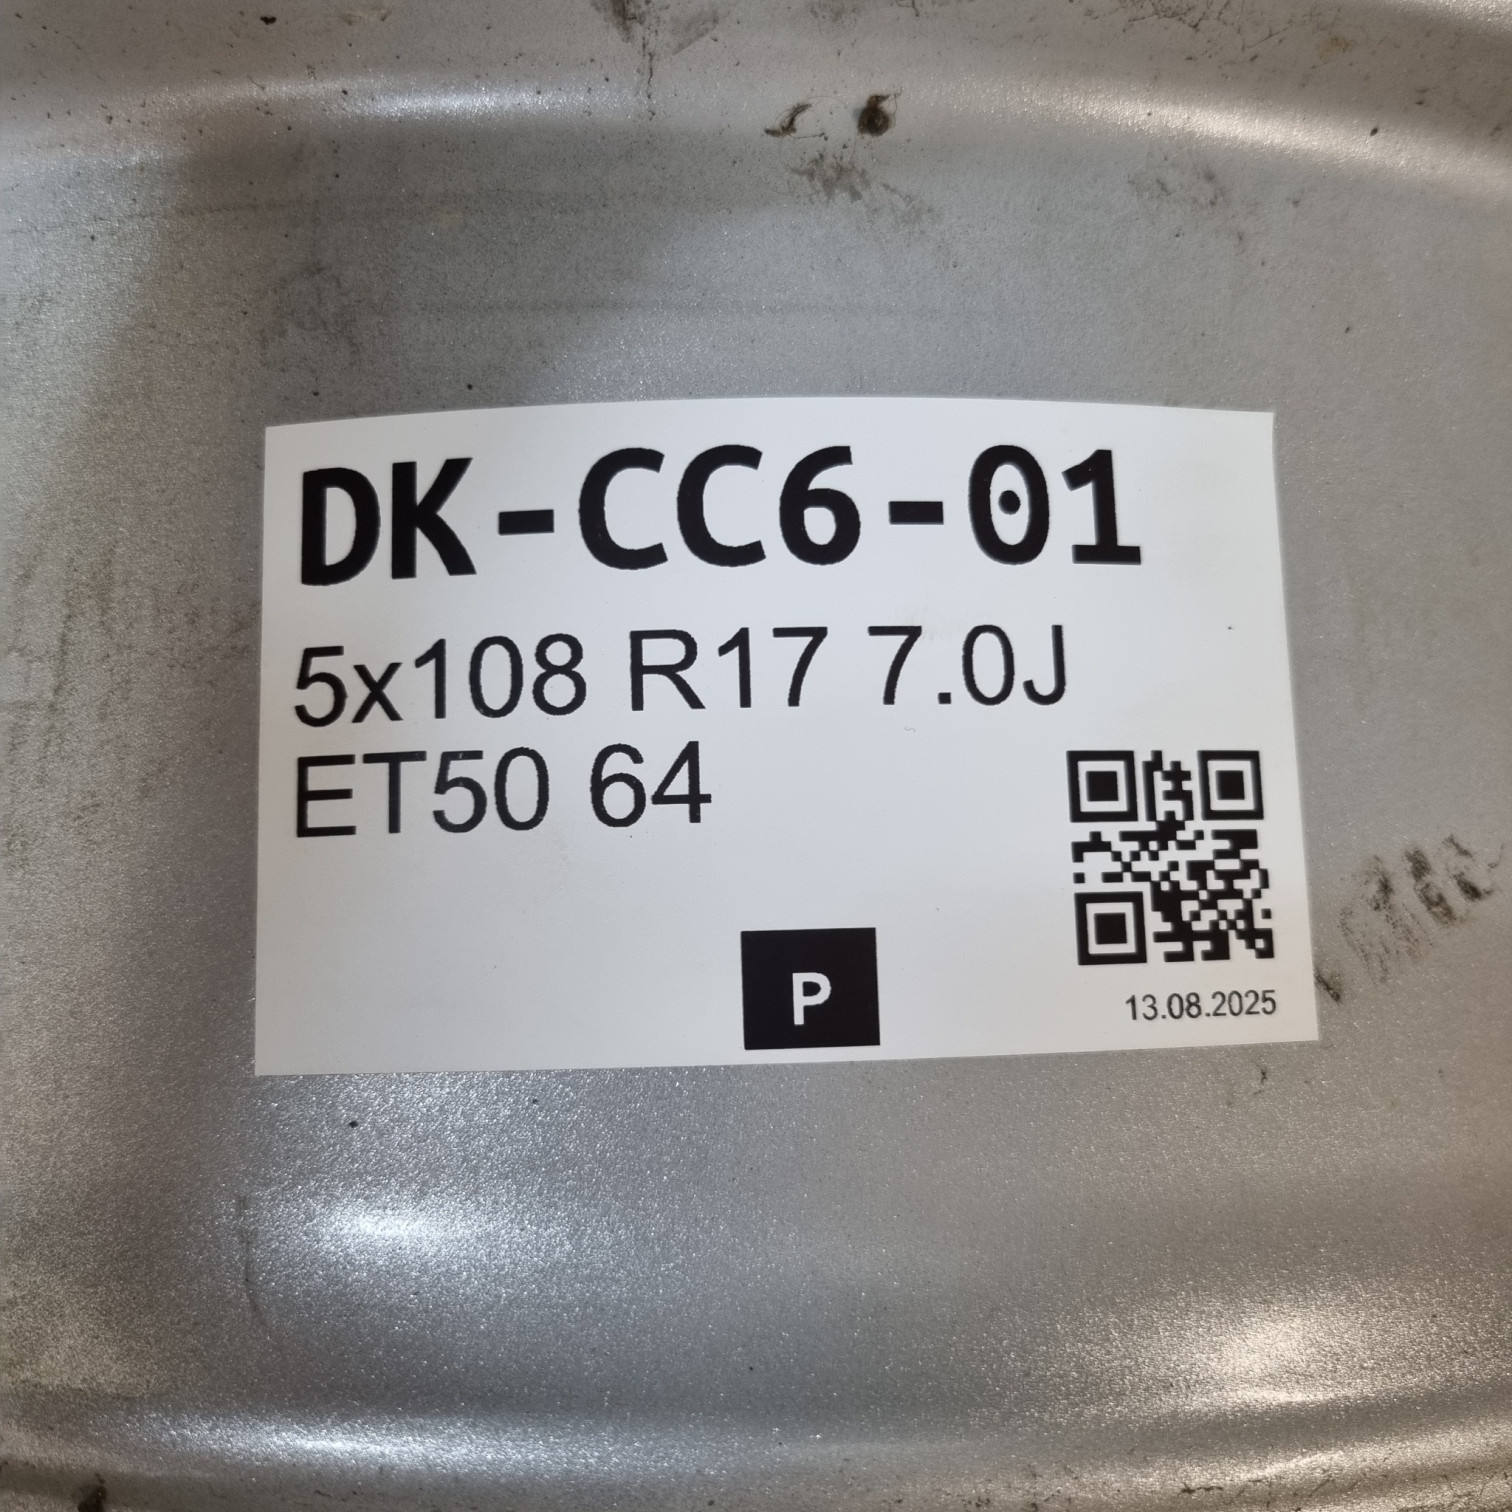 DK-CC6-01
5x108 R17 7.0J
ET50 64
P
13.08.2025